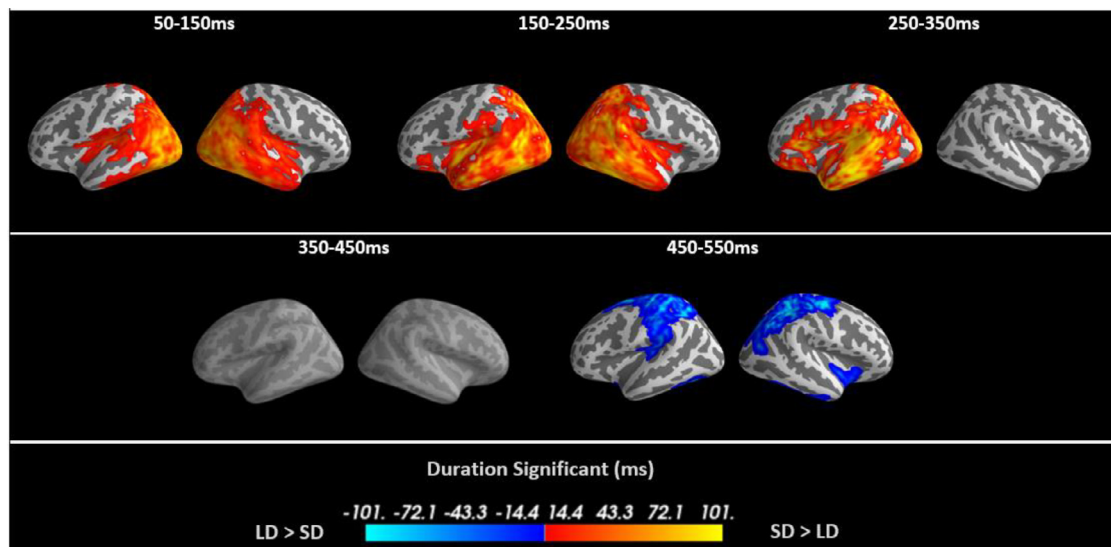 50-150ms 150-250ms 250-350ms
350-450ms 450-550ms
Duration Significant (ms)
-101. -72.1 -43.3 -14.4 14.4 43.3 72.1 101.
LD > SD SD > LD